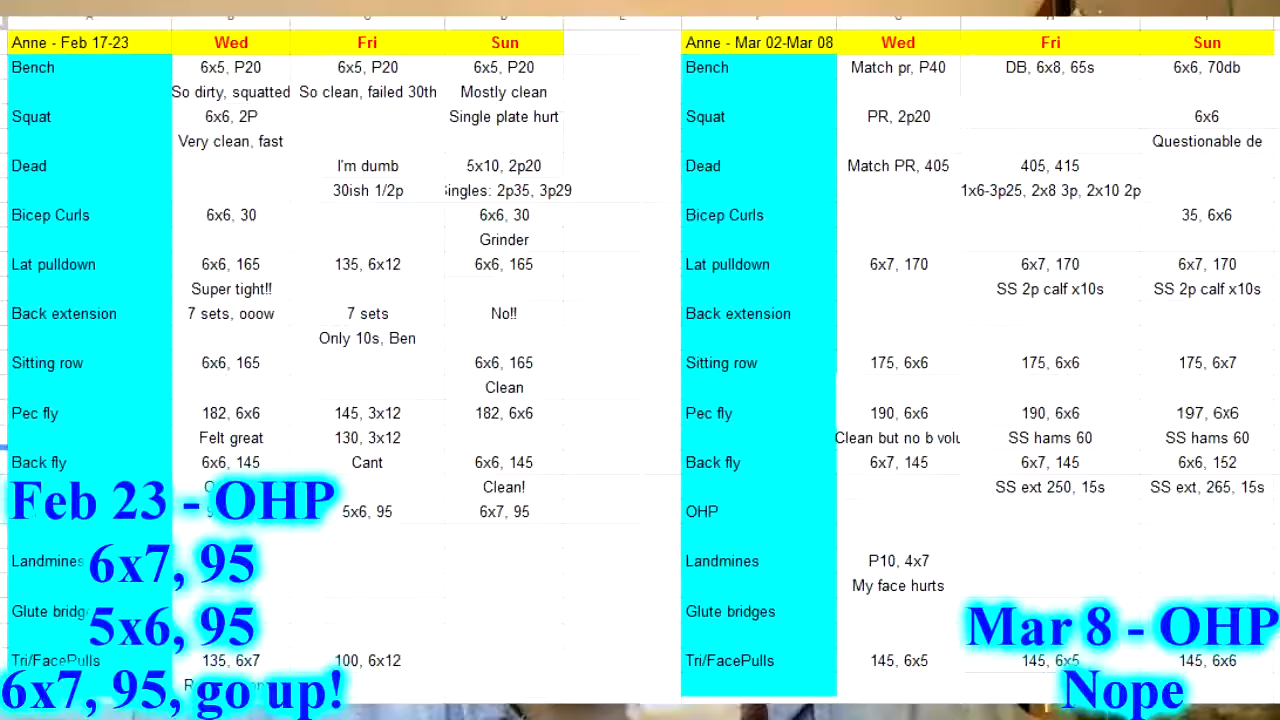 Anne - Feb 17-23 Wed Fri Sun
Bench 6x5, P20 6x5, P20 6x5, P20
So dirty, squatted So clean, failed 30th Mostly clean
Squat 6x6, 2P Single plate hurt
Very clean, fast
Dead I'm dumb 5x10, 2p20
30ish 1/2p ingles: 2p35, 3p29
Bicep Curls 6x6, 30 6x6, 30
Grinder
Lat pulldown 6x6, 165 135, 6x12 6x6, 165
Super tight!!
Back extension 7 sets, ooow 7 sets No!!
Only 10s, Ben
Sitting row 6x6, 165 6x6, 165
Clean
Pec fly 182, 6x6 145, 3x12 182, 6x6
Felt great 130, 3x12
Back fly 6x6, 145 Cant 6x6, 145
Clean!
5x6, 95 6x7, 95
Landmines
Glute bridg
Tri/FacePulls 135, 6x7 100, 6x12
Feb 23 - OHP
6x7, 95
5x6, 95
6x7, 95, go up!
Anne - Mar 02-Mar 08 Wed Fri Sun
Bench Match pr, P40 DB, 6x8, 65s 6x6, 70db
Squat PR, 2p20 6x6
Questionable de
Dead Match PR, 405 405, 415
1x6-3p25, 2x8 3p, 2x10 2p
Bicep Curls 35, 6x6
Lat pulldown 6x7, 170 6x7, 170 6x7, 170
SS 2p calf x10s SS 2p calf x10s
Back extension
Sitting row 175, 6x6 175, 6x6 175, 6x7
Pec fly 190, 6x6 190, 6x6 197, 6x6
Clean but no b volu SS hams 60 SS hams 60
Back fly 6x7, 145 6x7, 145 6x6, 152
SS ext 250, 15s SS ext, 265, 15s
OHP
Landmines P10, 4x7
My face hurts
Glute bridges
Tri/FacePulls 145, 6x5 145, 6x5 145, 6x6
Mar 8 - OHP
Nope